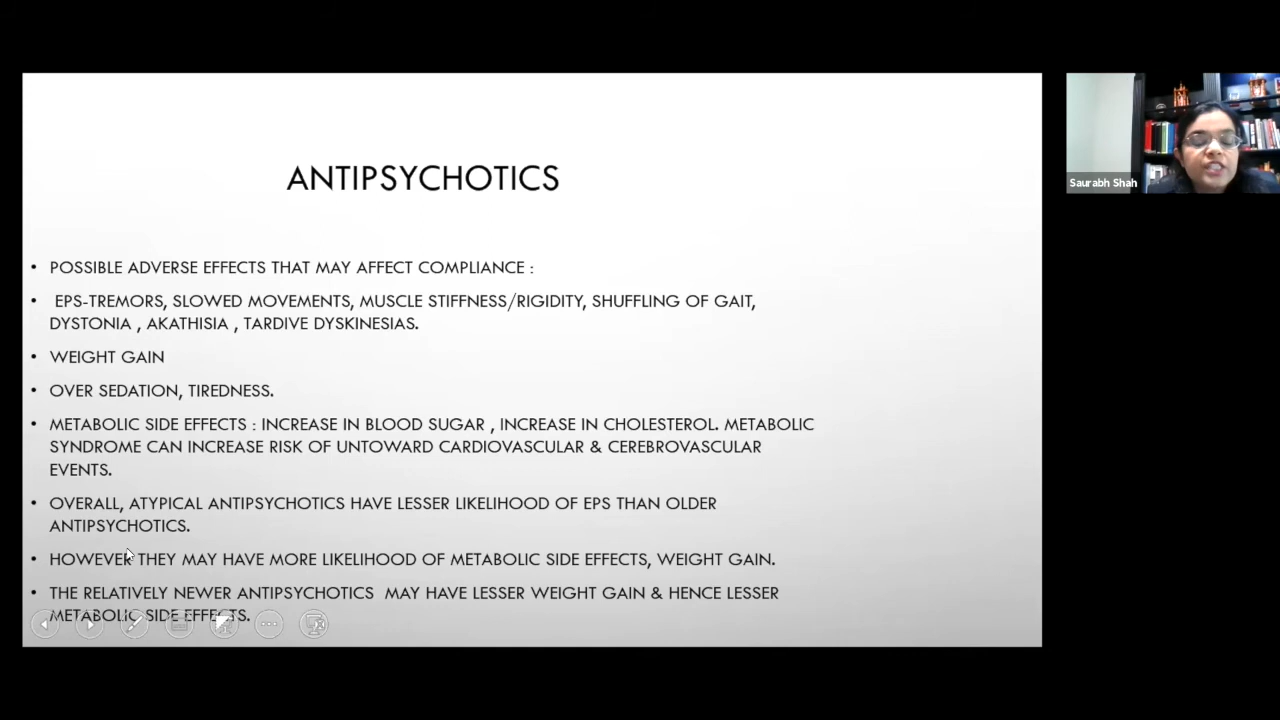 ANTIPSYCHOTICS
• POSSIBLE ADVERSE EFFECTS THAT MAY AFFECT COMPLIANCE :
• EPS-TREMORS, SLOWED MOVEMENTS, MUSCLE STIFFNESS/RIGIDITY, SHUFFLING OF GAIT,
DYSTONIA , AKATHISIA , TARDIVE DYSKINESIAS.
• WEIGHT GAIN
• OVER SEDATION, TIREDNESS.
• METABOLIC SIDE EFFECTS : INCREASE IN BLOOD SUGAR , INCREASE IN CHOLESTEROL. METABOLIC
SYNDROME CAN INCREASE RISK OF UNTOWARD CARDIOVASCULAR & CEREBROVASCULAR
EVENTS.
• OVERALL, ATYPICAL ANTIPSYCHOTICS HAVE LESSER LIKELIHOOD OF EPS THAN OLDER
ANTIPSYCHOTICS.
• HOWEVER THEY MAY HAVE MORE LIKELIHOOD OF METABOLIC SIDE EFFECTS, WEIGHT GAIN.
• THE RELATIVELY NEWER ANTIPSYCHOTICS  MAY HAVE LESSER WEIGHT GAIN & HENCE LESSER
METABOLIC SIDE EFFECTS.
Saurabh Shah